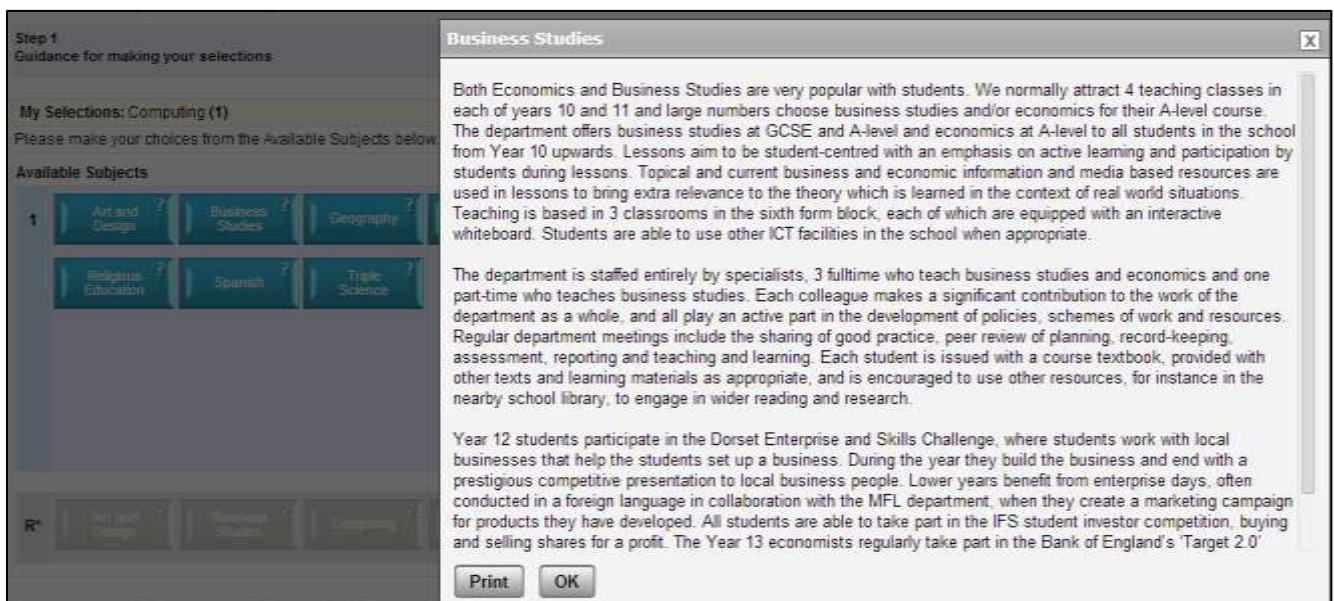 Step 1
Guidance for making your selections
My Selections: Computing (1)
Please make your choices from the Available Subjects below.
Available Subjects
1
Art and Design ?
Business Studies ?
Geography ?
Religious Education ?
Spanish ?
Triple Science ?
R*
Art and Design ?
Business Studies ?
Computing ?
Business Studies
X
Both Economics and Business Studies are very popular with students. We normally attract 4 teaching classes in
each of years 10 and 11 and large numbers choose business studies and/or economics for their A-level course.
The department offers business studies at GCSE and A-level and economics at A-level to all students in the school
from Year 10 upwards. Lessons aim to be student-centred with an emphasis on active learning and participation by
students during lessons. Topical and current business and economic information and media based resources are
used in lessons to bring extra relevance to the theory which is learned in the context of real world situations.
Teaching is based in 3 classrooms in the sixth form block, each of which are equipped with an interactive
whiteboard. Students are able to use other ICT facilities in the school when appropriate.
The department is staffed entirely by specialists, 3 fulltime who teach business studies and economics and one
part-time who teaches business studies. Each colleague makes a significant contribution to the work of the
department as a whole, and all play an active part in the development of policies, schemes of work and resources.
Regular department meetings include the sharing of good practice, peer review of planning, record-keeping,
assessment, reporting and teaching and learning. Each student is issued with a course textbook, provided with
other texts and learning materials as appropriate, and is encouraged to use other resources, for instance in the
nearby school library, to engage in wider reading and research.
Year 12 students participate in the Dorset Enterprise and Skills Challenge, where students work with local
businesses that help the students set up a business. During the year they build the business and end with a
prestigious competitive presentation to local business people. Lower years benefit from enterprise days, often
conducted in a foreign language in collaboration with the MFL department, when they create a marketing campaign
for products they have developed. All students are able to take part in the IFS student investor competition, buying
and selling shares for a profit. The Year 13 economists regularly take part in the Bank of England's 'Target 2.0'
Print
OK